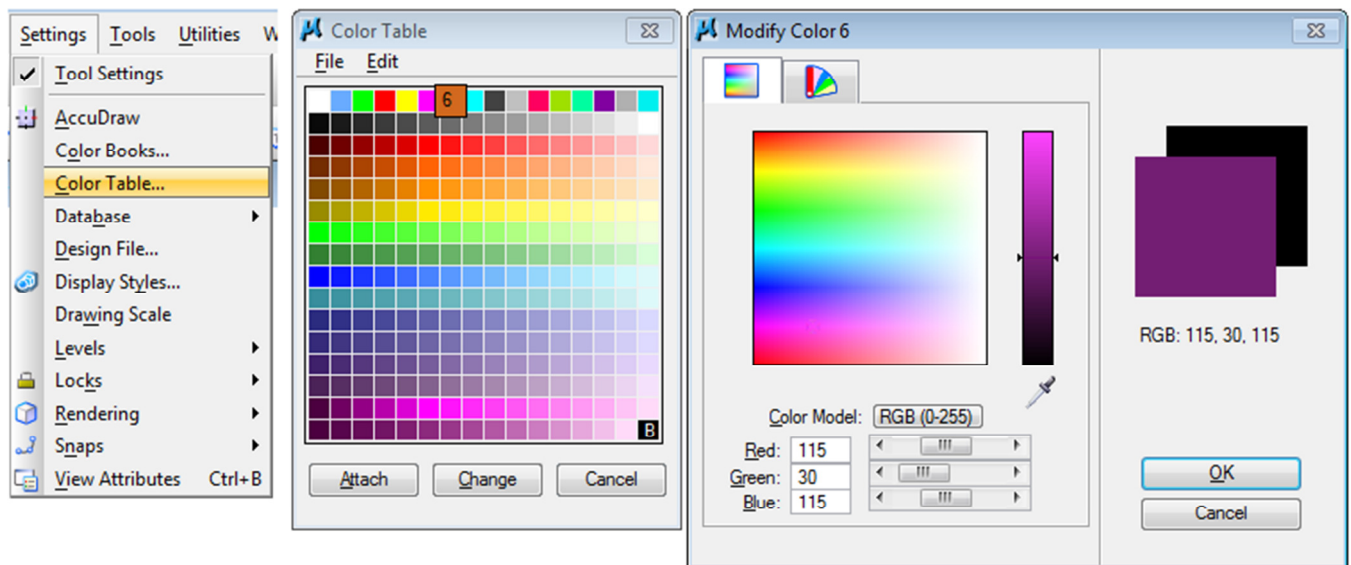 Settings Tools Utilities W
Tool Settings
AccuDraw
Color Books...
Color Table...
Database
Design File...
Display Styles...
Drawing Scale
Levels
Locks
Rendering
Snaps
View Attributes Ctrl+B
Color Table
File Edit
6
B
Attach Change Cancel
Modify Color 6
RGB: 115, 30, 115
Color Model: RGB (0-255)
Red: 115
Green: 30
Blue: 115
OK
Cancel